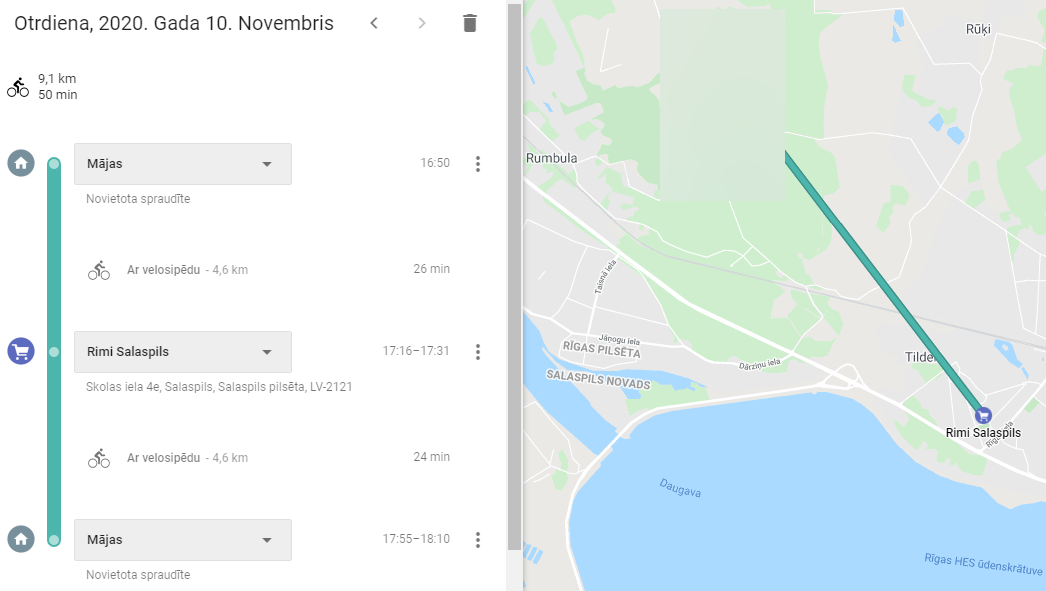 Otrdiena, 2020. Gada 10. Novembris
9,1 km
50 min
Mājas
16:50
Novietota spraudīte
Ar velosipēdu - 4,6 km
26 min
Rimi Salaspils
17:16–17:31
Skolas iela 4e, Salaspils, Salaspils pilsēta, LV-2121
Ar velosipēdu - 4,6 km
24 min
Mājas
17:55–18:10
Novietota spraudīte
Rūķi
Rumbula
Taisnā iela
Jāņogu iela
RĪGAS PILSĒTA
SALASPILS NOVADS
Dārziņu iela
Rimi Salaspils
Daugava
Rīgas HES ūdenskrātuve